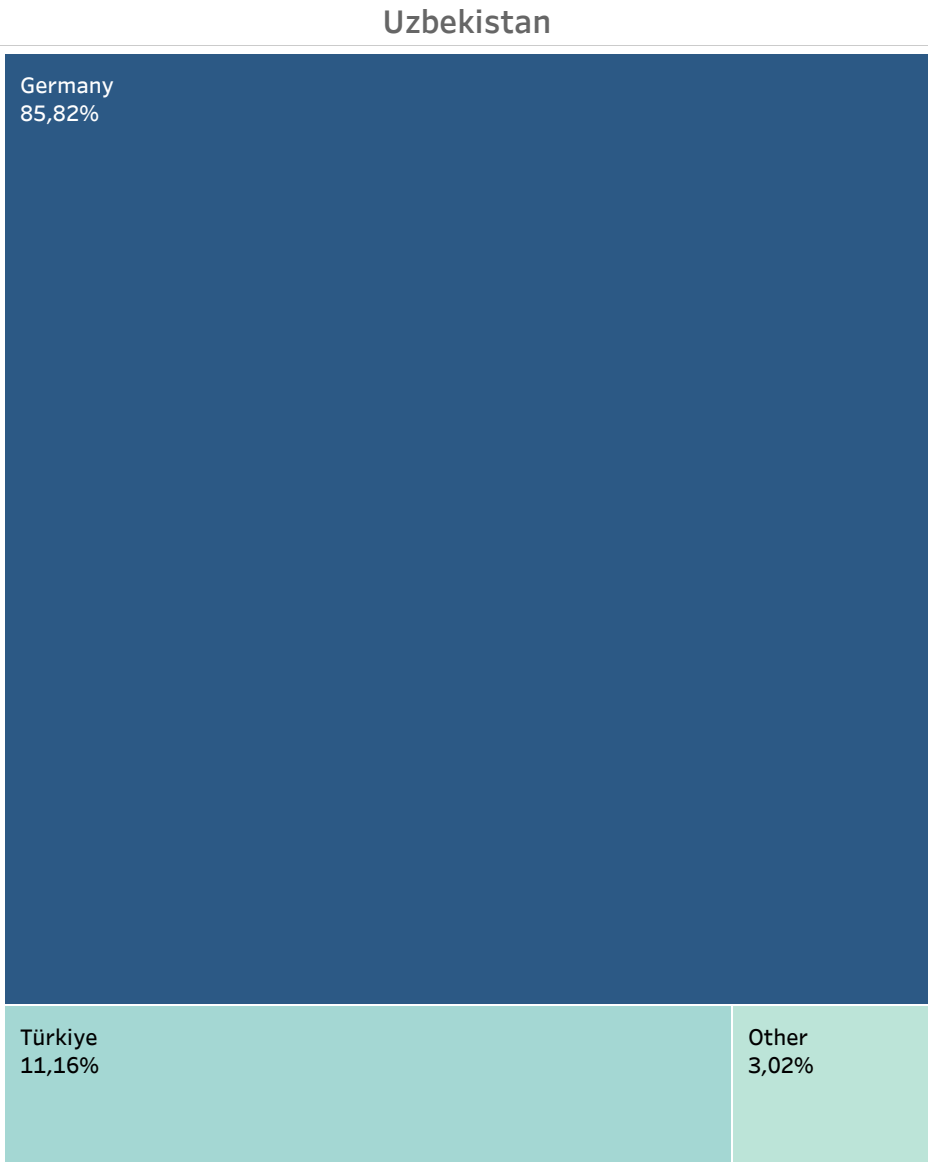 Uzbekistan
Germany
85,82%
Türkiye
11,16%
Other
3,02%